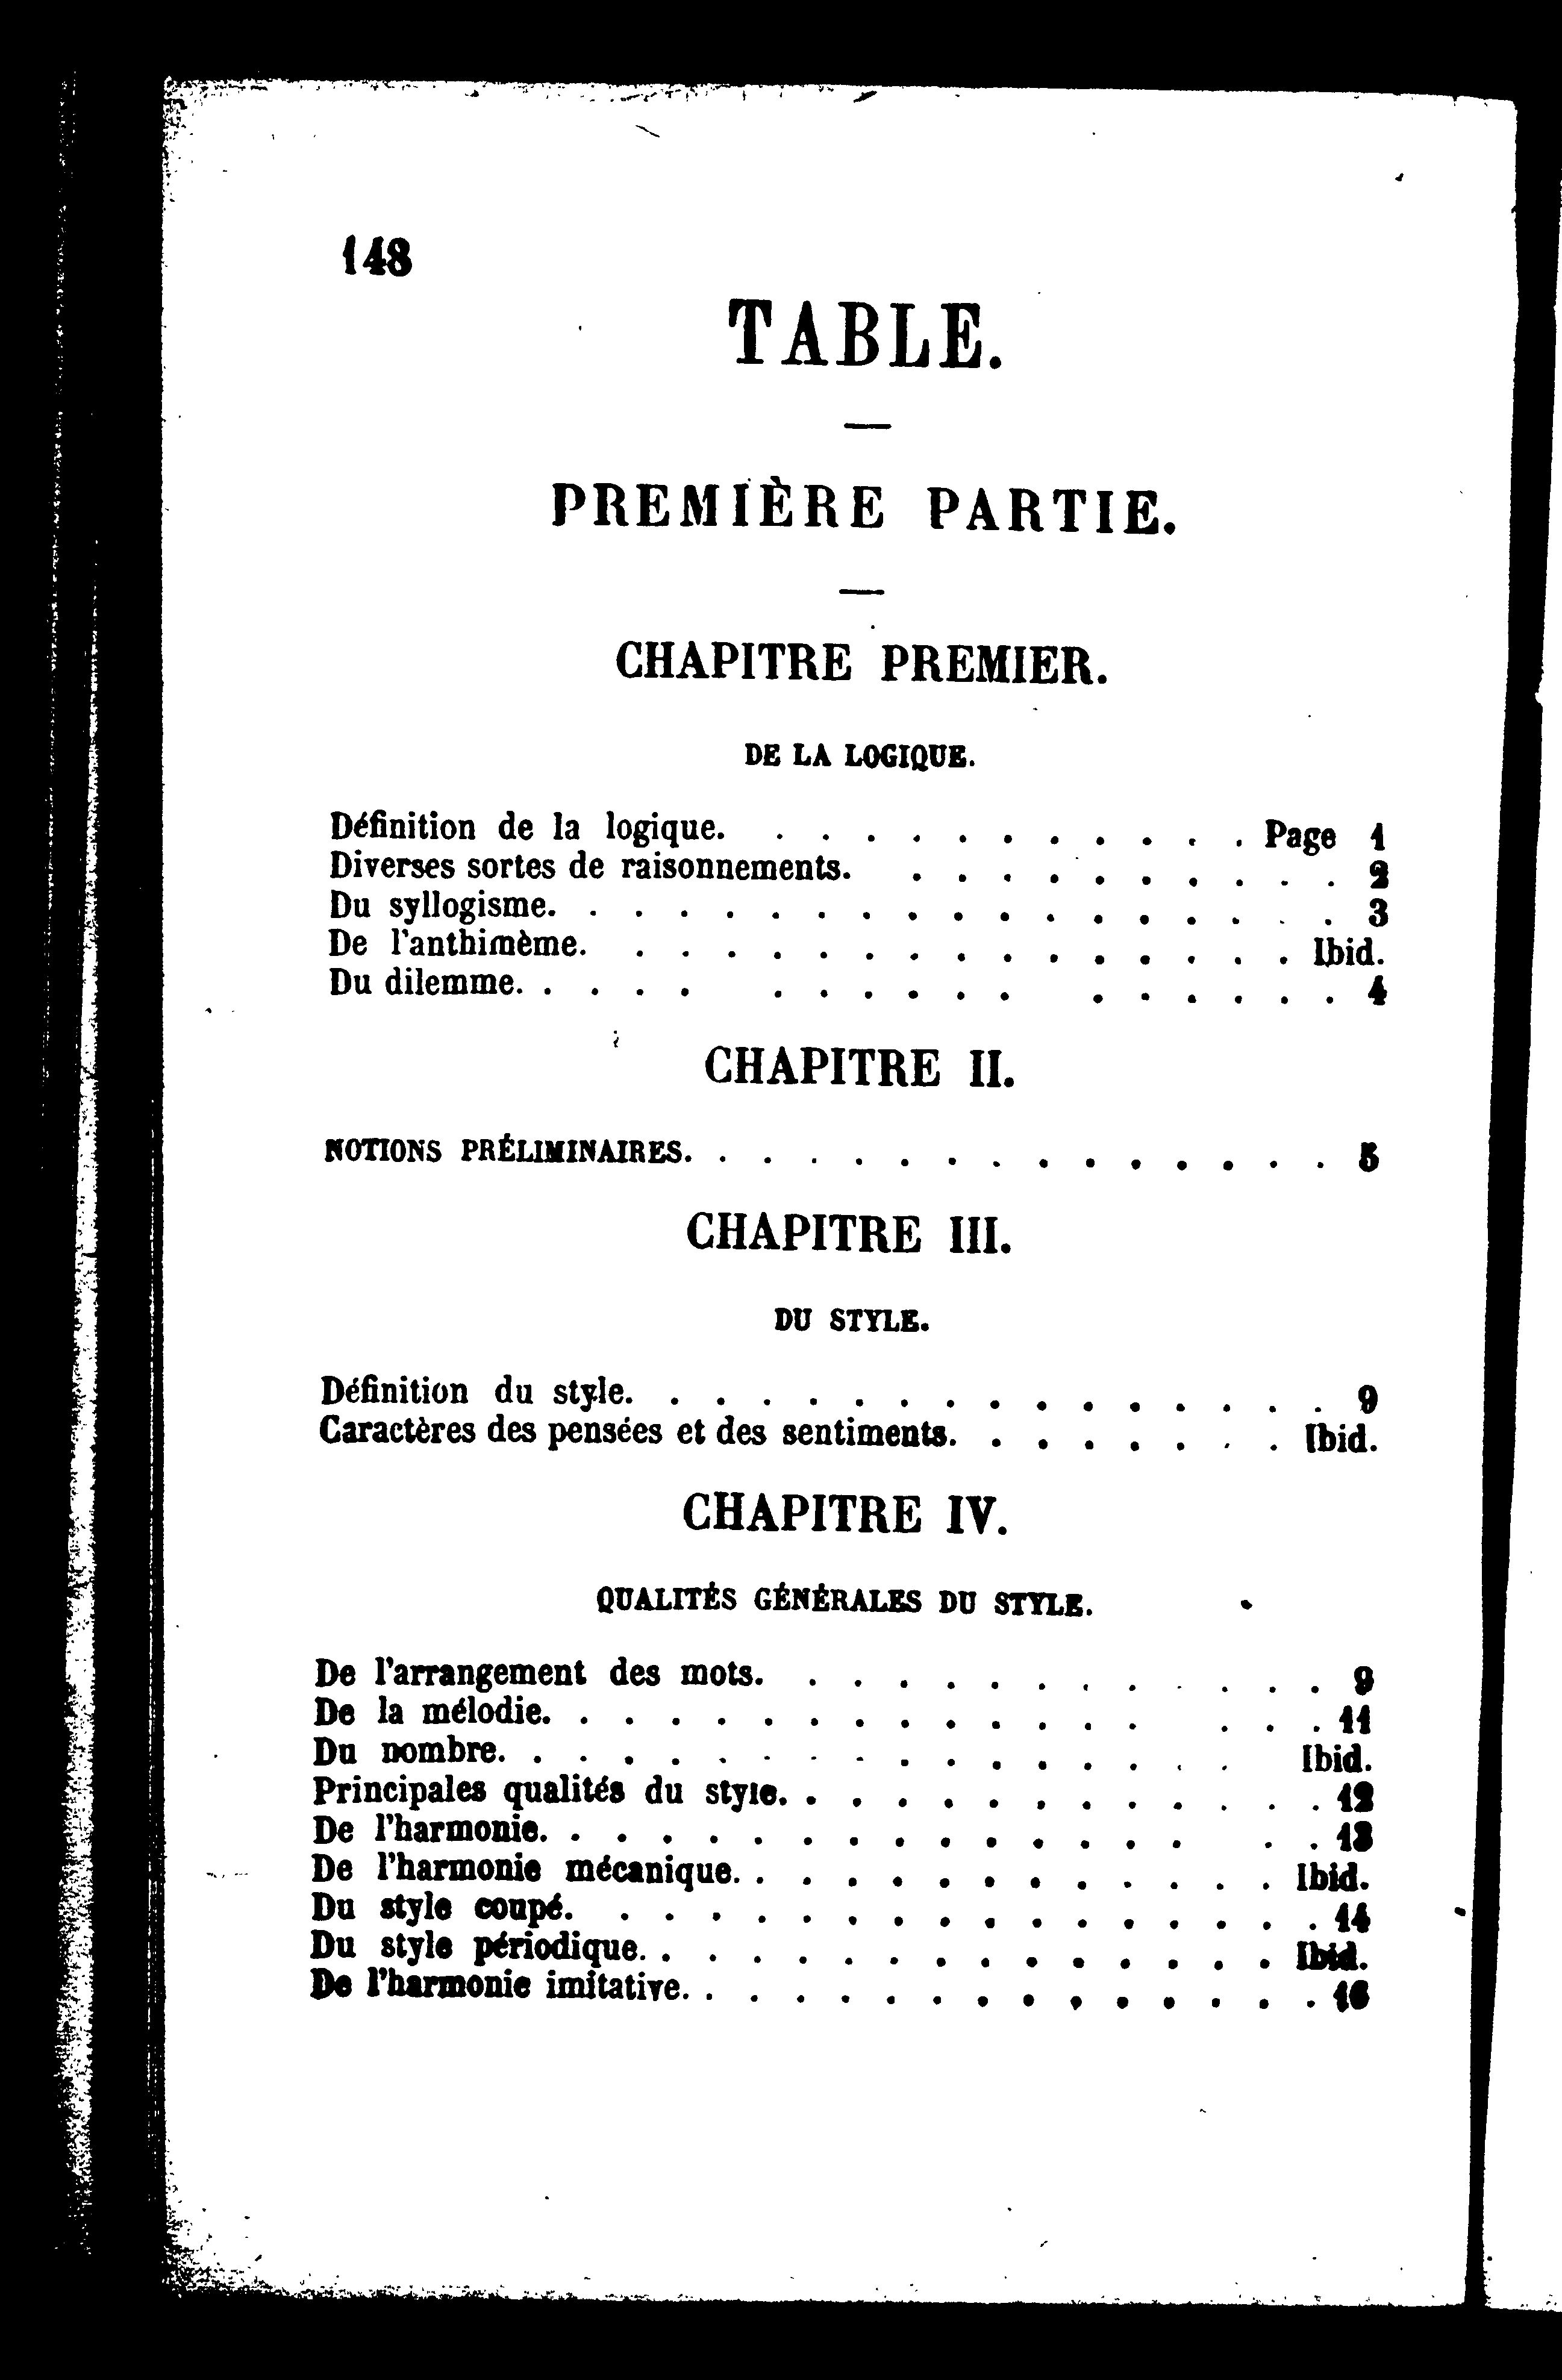 148
TABLE.
PREMIÈRE PARTIE.
CHAPITRE PREMIER.
DE LA LOGIQUE.
Définition de la logique. . . . . . . . . . . . Page 1
Diverses sortes de raisonnements. . . . . . . . . . . 2
Du syllogisme. . . . . . . . . . . . . . . . . . 3
De l'anthimème. . . . . . . . . . . . . . . . Ibid.
Du dilemme. . . . . . . . . . . . . . . . . 4
CHAPITRE II.
NOTIONS PRÉLIMINAIRES. . . . . . . . . . . . . . . 5
CHAPITRE III.
DU STYLE.
Définition du style. . . . . . . . . . . . . . . . 9
Caractères des pensées et des sentiments. . . . . . . . Ibid.
CHAPITRE IV.
QUALITÉS GÉNÉRALES DU STYLE.
De l'arrangement des mots. . . . . . . . . . . . . 9
De la mélodie. . . . . . . . . . . . . . . . . 11
Du nombre. . . . . . . . . . . . . . . . . Ibid.
Principales qualités du style. . . . . . . . . . . . . 12
De l'harmonie. . . . . . . . . . . . . . . . . 13
De l'harmonie mécanique. . . . . . . . . . . . . Ibid.
Du style coupé. . . . . . . . . . . . . . . . . 14
Du style périodique. . . . . . . . . . . . . . . Ibid.
De l'harmonie imitative. . . . . . . . . . . . . . . 16